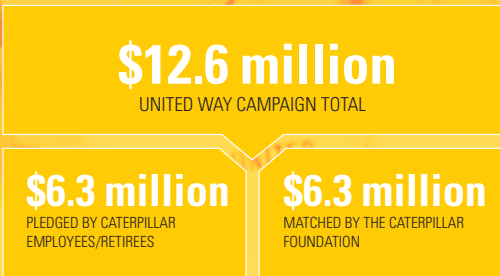 $12.6 million
UNITED WAY CAMPAIGN TOTAL
$6.3 million
PLEDGED BY CATERPILLAR
EMPLOYEES/RETIREES
$6.3 million
MATCHED BY THE CATERPILLAR
FOUNDATION